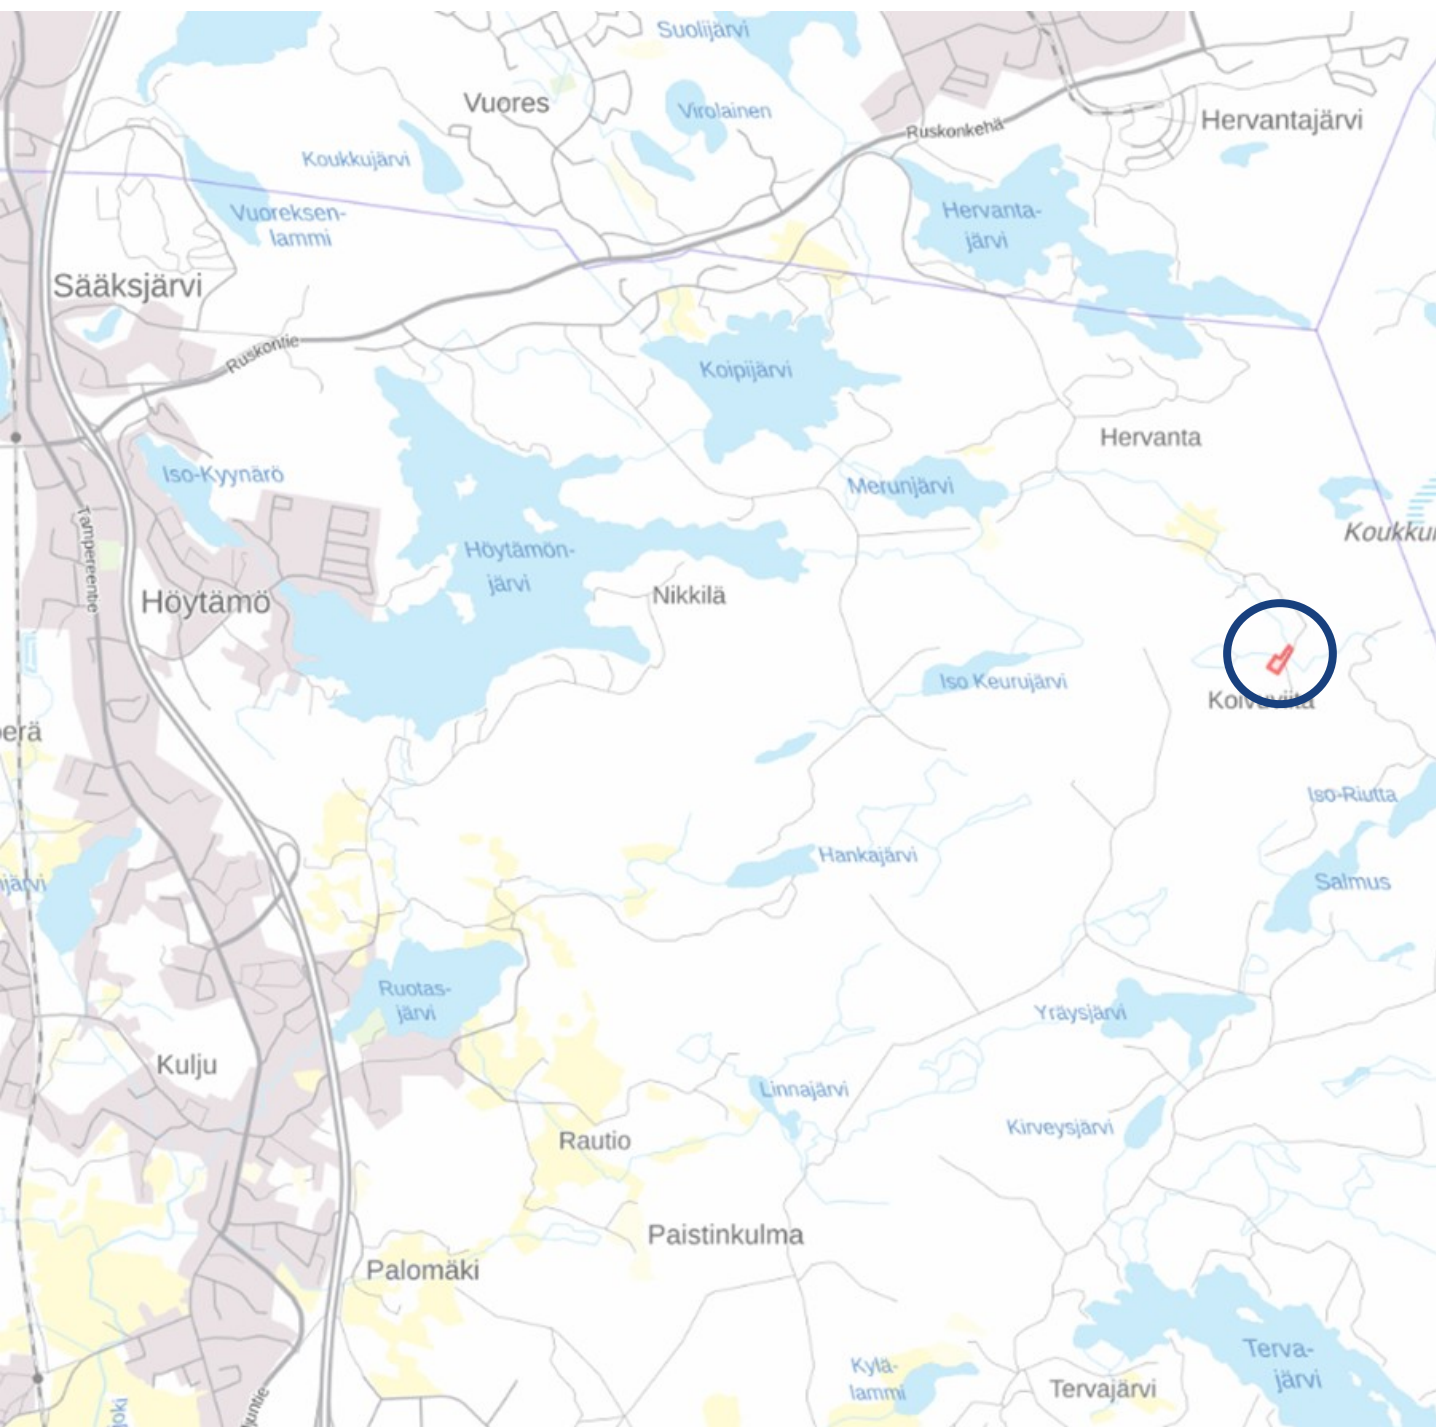 Suolijärvi
Vuores
Virolainen
Hervantajärvi
Ruskonkehä
Koukkujärvi
Vuoreksen-
lammi
Hervanta-
järvi
Sääksjärvi
Ruskontie
Koipijärvi
Hervanta
Iso-Kyynärö
Merunjärvi
Tampereentie
Höytämön-
järvi
Nikkilä
Höytämö
Iso Keurujärvi
Koivuviita
Iso-Riutta
Hankajärvi
Salmus
Ruotas-
järvi
Yräysjärvi
Kulju
Linnajärvi
Kirveysjärvi
Rautio
Paistinkulma
Palomäki
Terva-
järvi
Kylä-
lammi
Tervajärvi